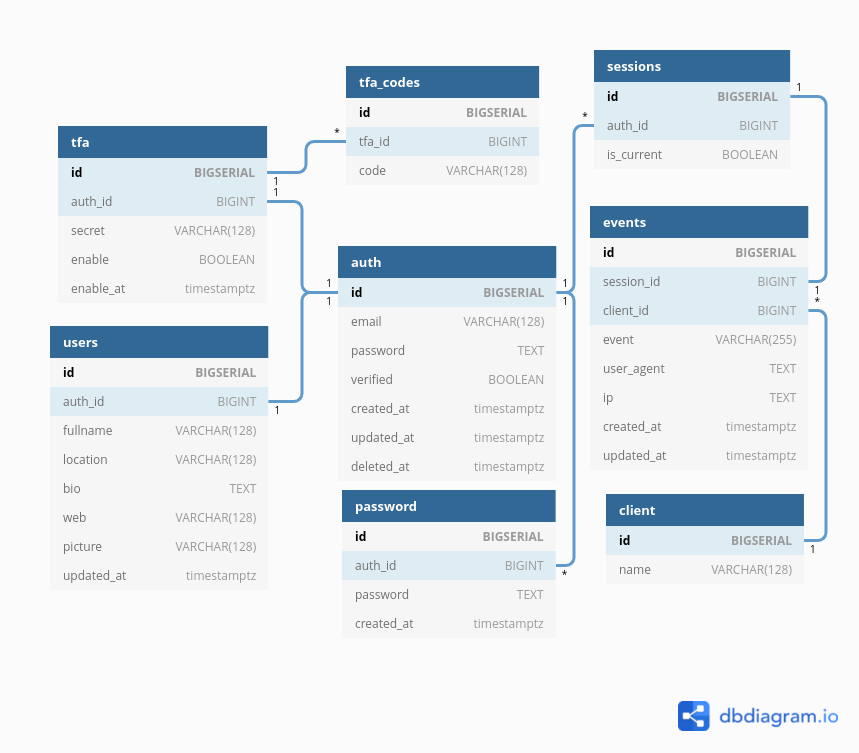 tfa
id BIGSERIAL
auth_id BIGINT
secret VARCHAR(128)
enable BOOLEAN
enable_at timestamptz
1
1
users
id BIGSERIAL
auth_id BIGINT
fullname VARCHAR(128)
location VARCHAR(128)
bio TEXT
web VARCHAR(128)
picture VARCHAR(128)
updated_at timestamptz
1
tfa_codes
id BIGSERIAL
tfa_id BIGINT
code VARCHAR(128)
*
auth
id BIGSERIAL
email VARCHAR(128)
password TEXT
verified BOOLEAN
created_at timestamptz
updated_at timestamptz
deleted_at timestamptz
1
1
1
1
password
id BIGSERIAL
auth_id BIGINT
password TEXT
created_at timestamptz
*
sessions
id BIGSERIAL
auth_id BIGINT
is_current BOOLEAN
*
1
events
id BIGSERIAL
session_id BIGINT
client_id BIGINT
event VARCHAR(255)
user_agent TEXT
ip TEXT
created_at timestamptz
updated_at timestamptz
1
*
client
id BIGSERIAL
name VARCHAR(128)
1
dbdiagram.io